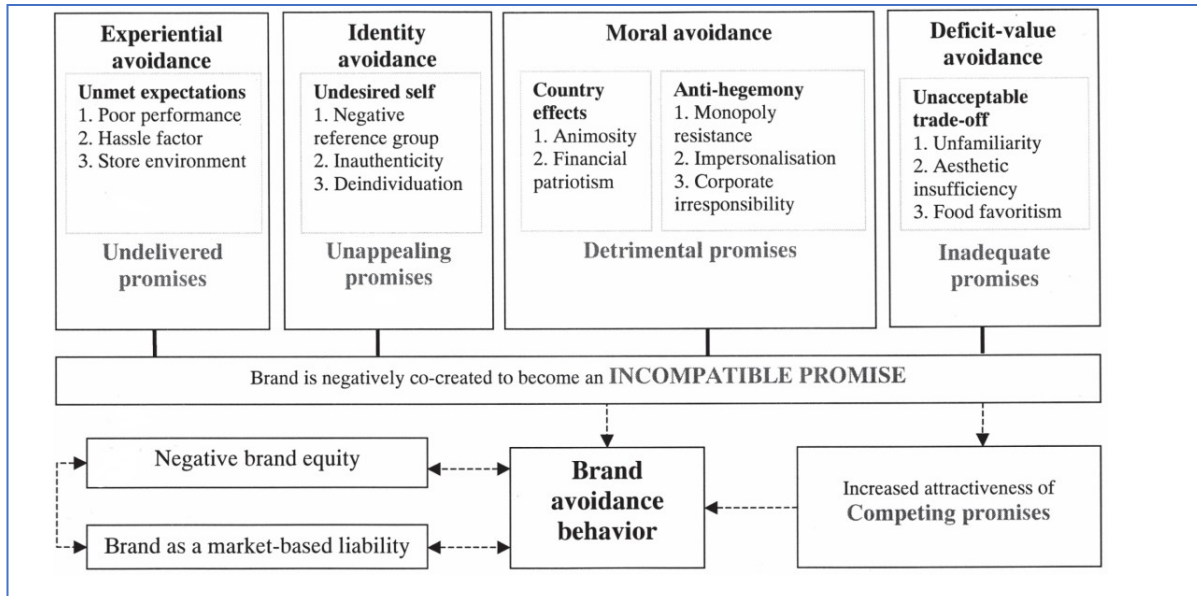 Experiential
avoidance
Unmet expectations
1. Poor performance
2. Hassle factor
3. Store environment
Undelivered
promises
Identity
avoidance
Undesired self
1. Negative
reference group
2. Inauthenticity
3. Deindividuation
Unappealing
promises
Moral avoidance
Country
effects
1. Animosity
2. Financial
patriotism
Anti-hegemony
1. Monopoly
resistance
2. Impersonalisation
3. Corporate
irresponsibility
Detrimental promises
Deficit-value
avoidance
Unacceptable
trade-off
1. Unfamiliarity
2. Aesthetic
insufficiency
3. Food favoritism
Inadequate
promises
Brand is negatively co-created to become an INCOMPATIBLE PROMISE
Negative brand equity
Brand as a market-based liability
Brand
avoidance
behavior
Increased attractiveness of
Competing promises